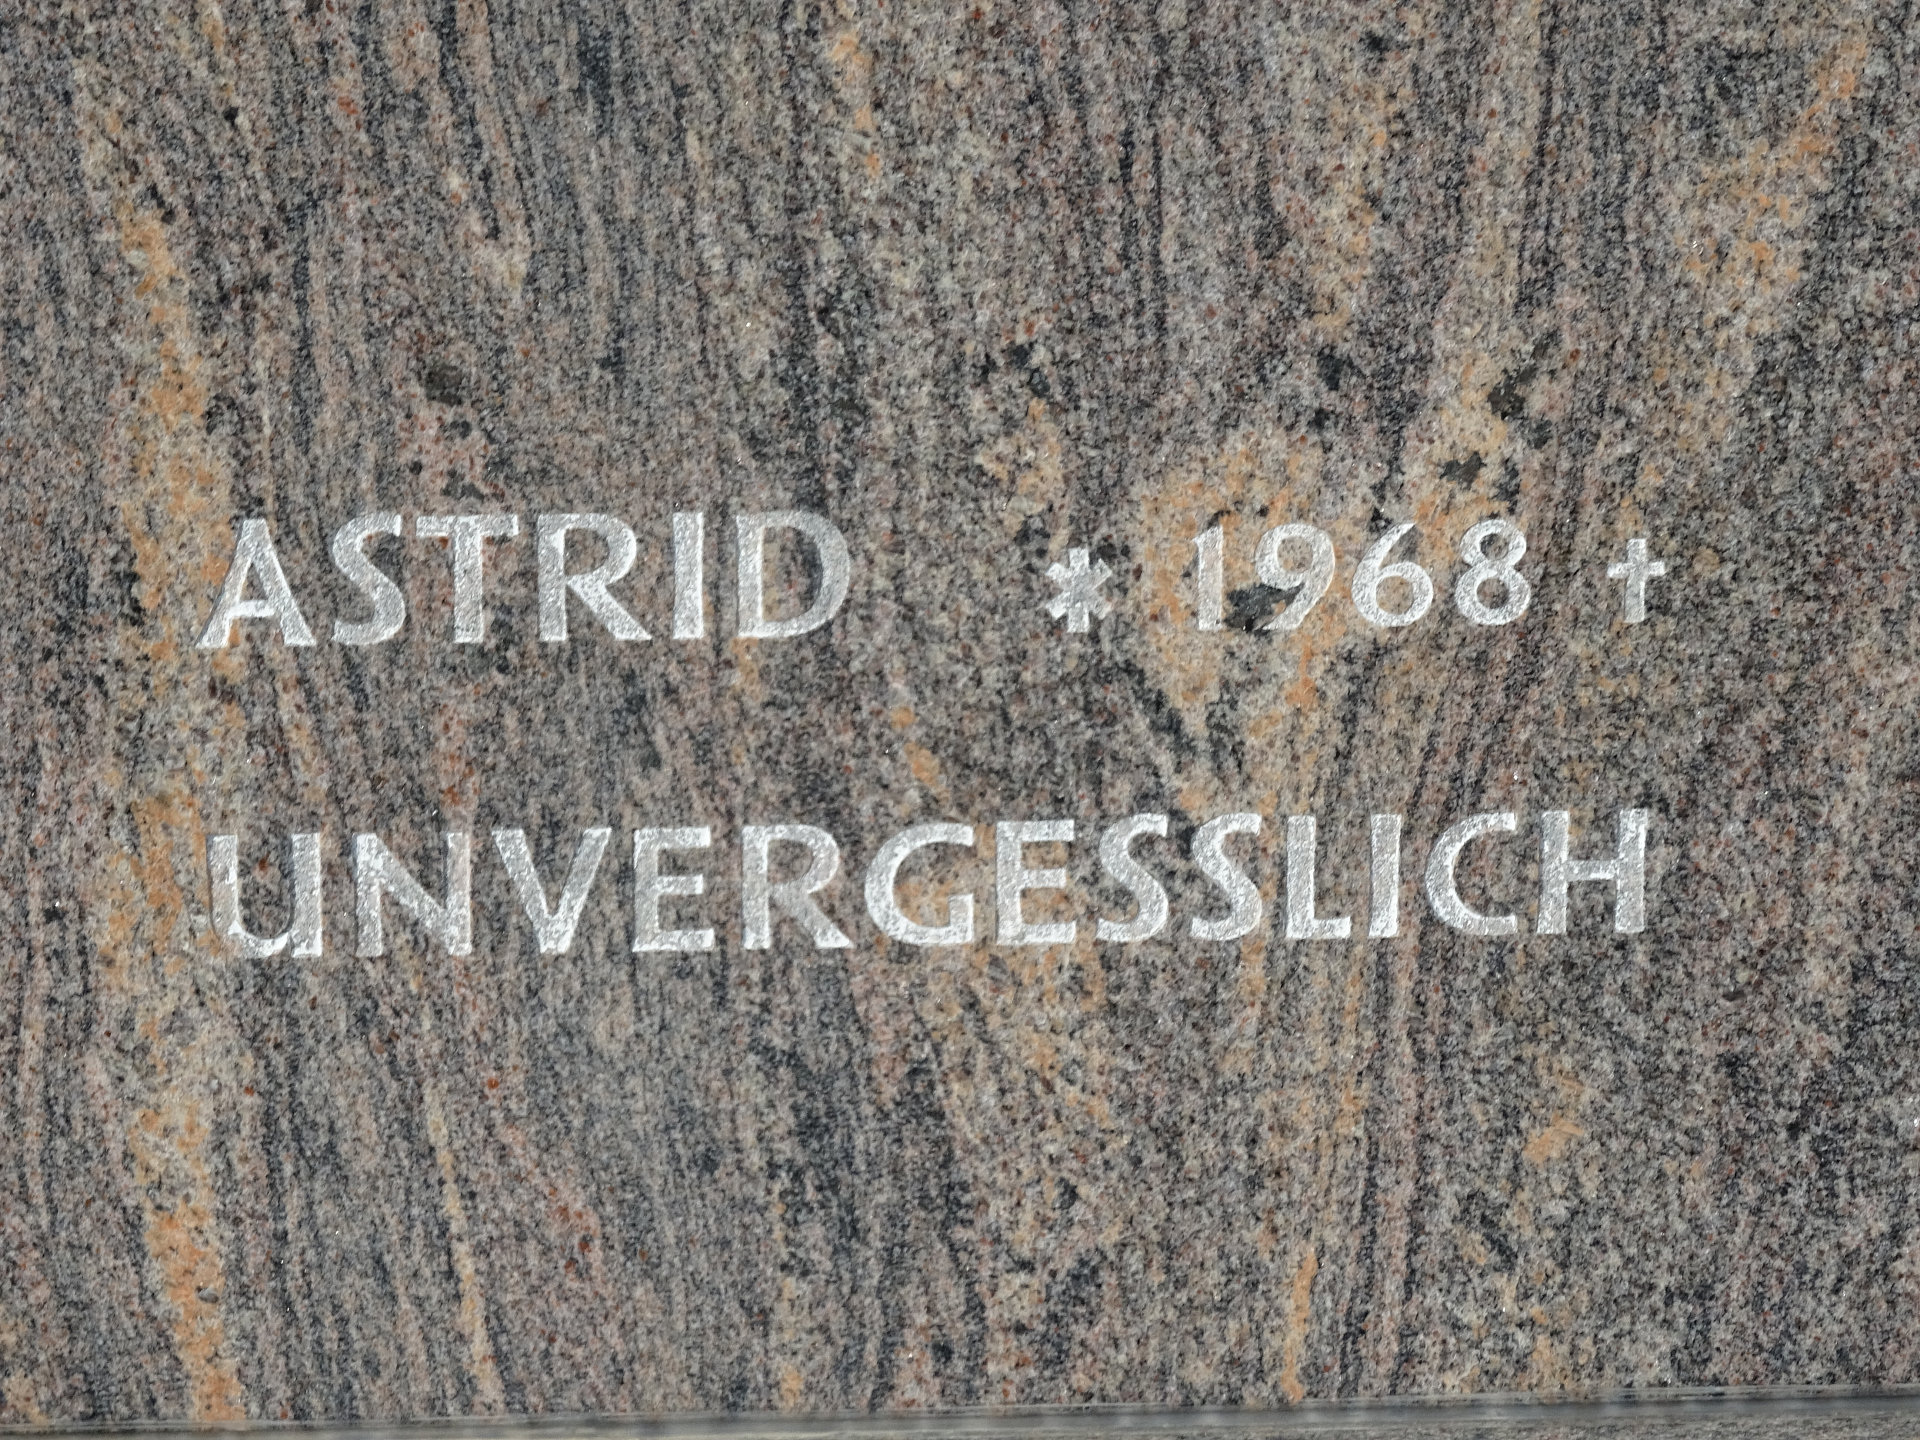 ASTRID * 1968 †
UNVERGESSLICH